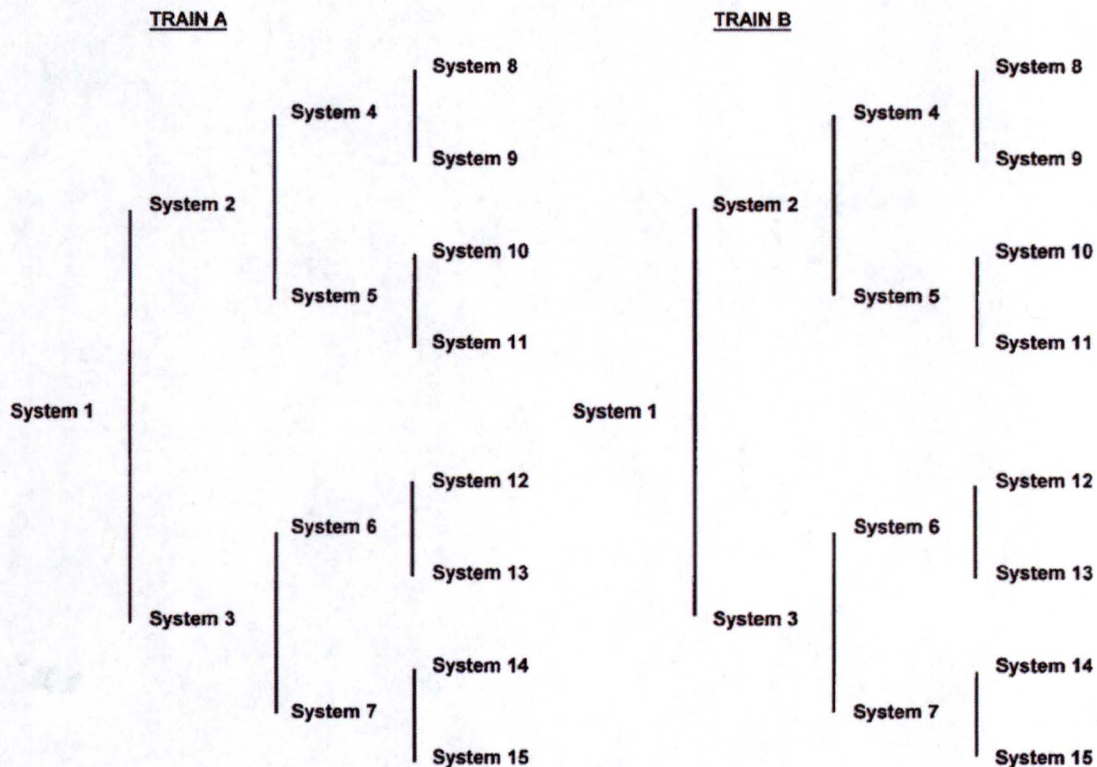 TRAIN A TRAIN B
System 8 System 8
System 4 System 4
System 9 System 9
System 2 System 2
System 10 System 10
System 5 System 5
System 11 System 11
System 1 System 1
System 12 System 12
System 6 System 6
System 13 System 13
System 3 System 3
System 14 System 14
System 7 System 7
System 15 System 15